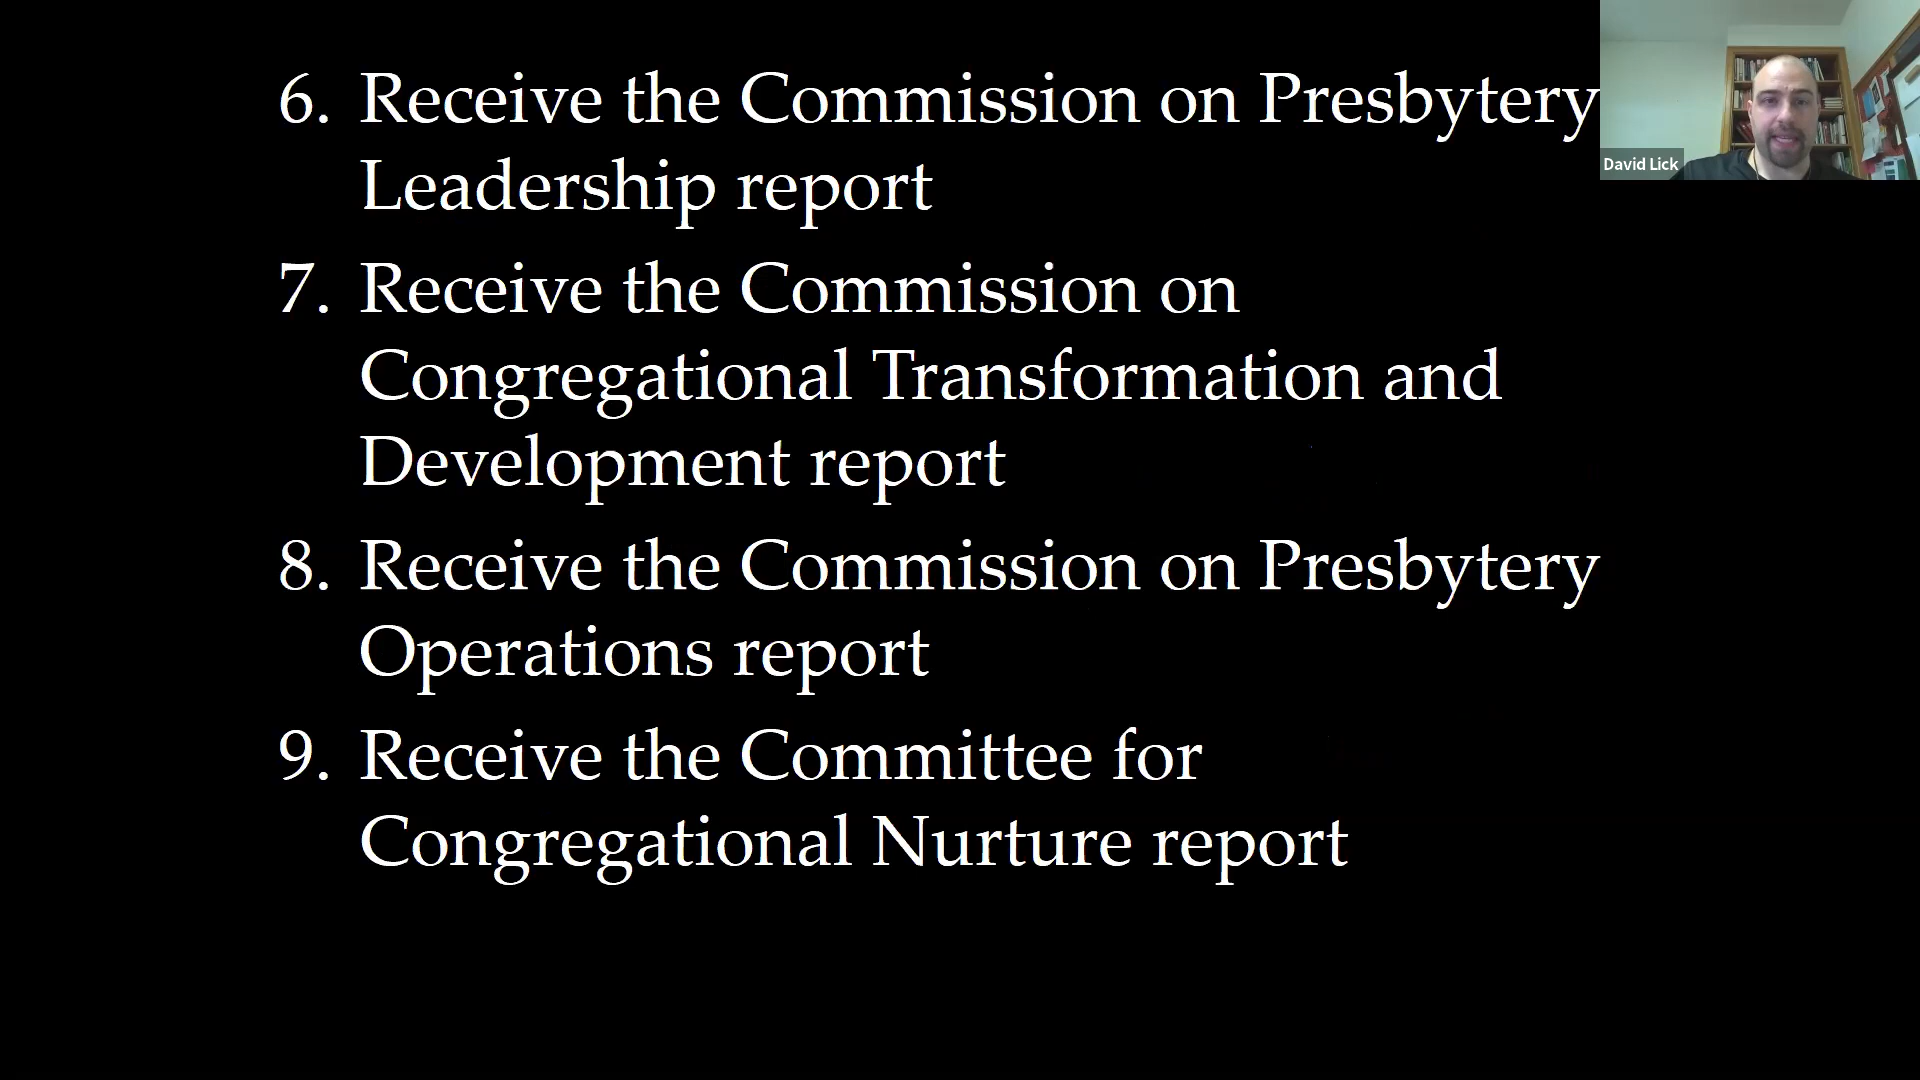 6. Receive the Commission on Presbytery
Leadership report
David Lick
7. Receive the Commission on
Congregational Transformation and
Development report
8. Receive the Commission on Presbytery
Operations report
9. Receive the Committee for
Congregational Nurture report